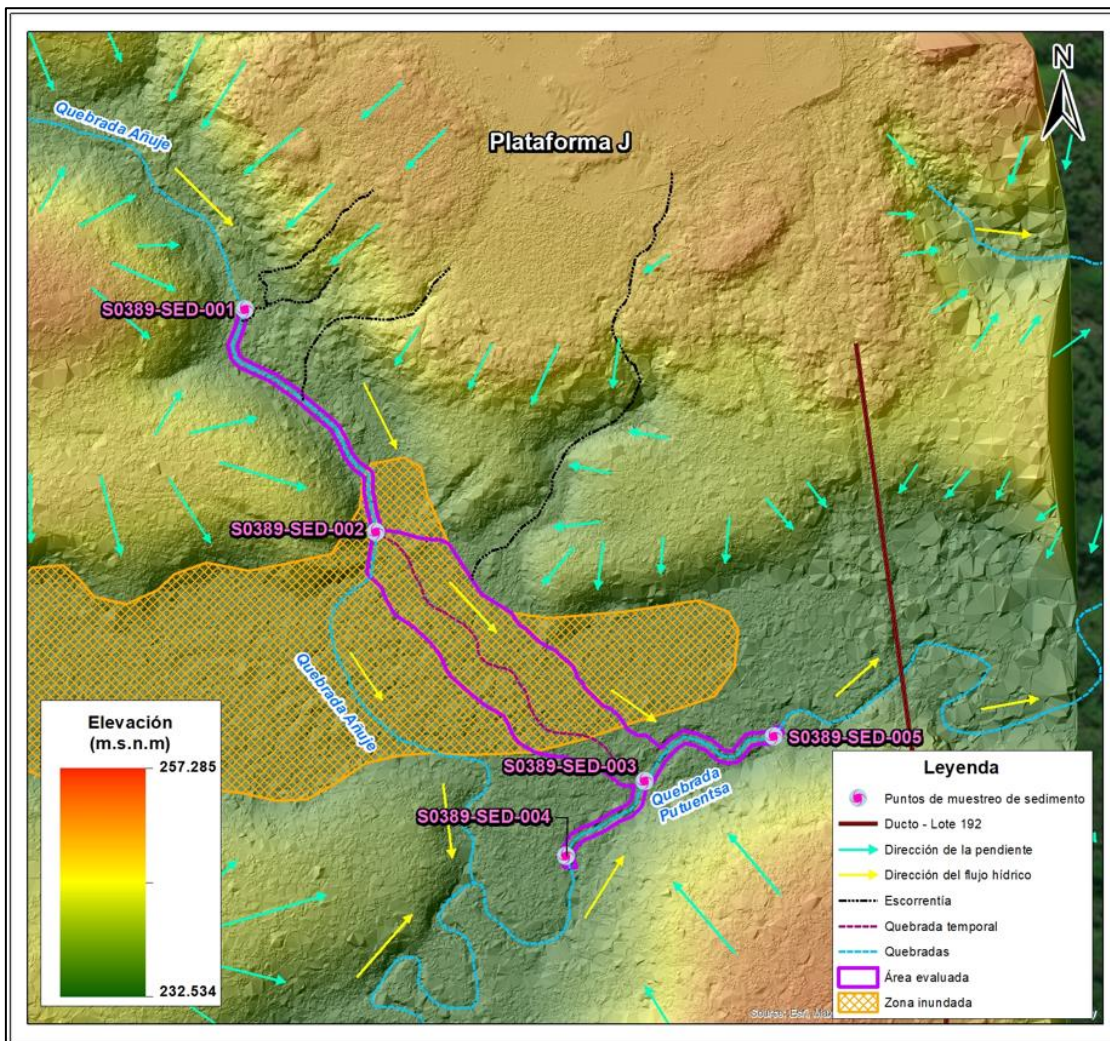 N
Quebrada Añuje
Plataforma J
S0389-SED-001
S0389-SED-002
Quebrada Añuje
S0389-SED-005
S0389-SED-003
Quebrada
Putuentsa
S0389-SED-004
Elevación
(m.s.n.m)
257.285
232.534
Leyenda
Puntos de muestreo de sedimento
Ducto - Lote 192
Dirección de la pendiente
Dirección del flujo hídrico
Escorrentía
Quebrada temporal
Quebradas
Área evaluada
Zona inundada
Source: Esri,